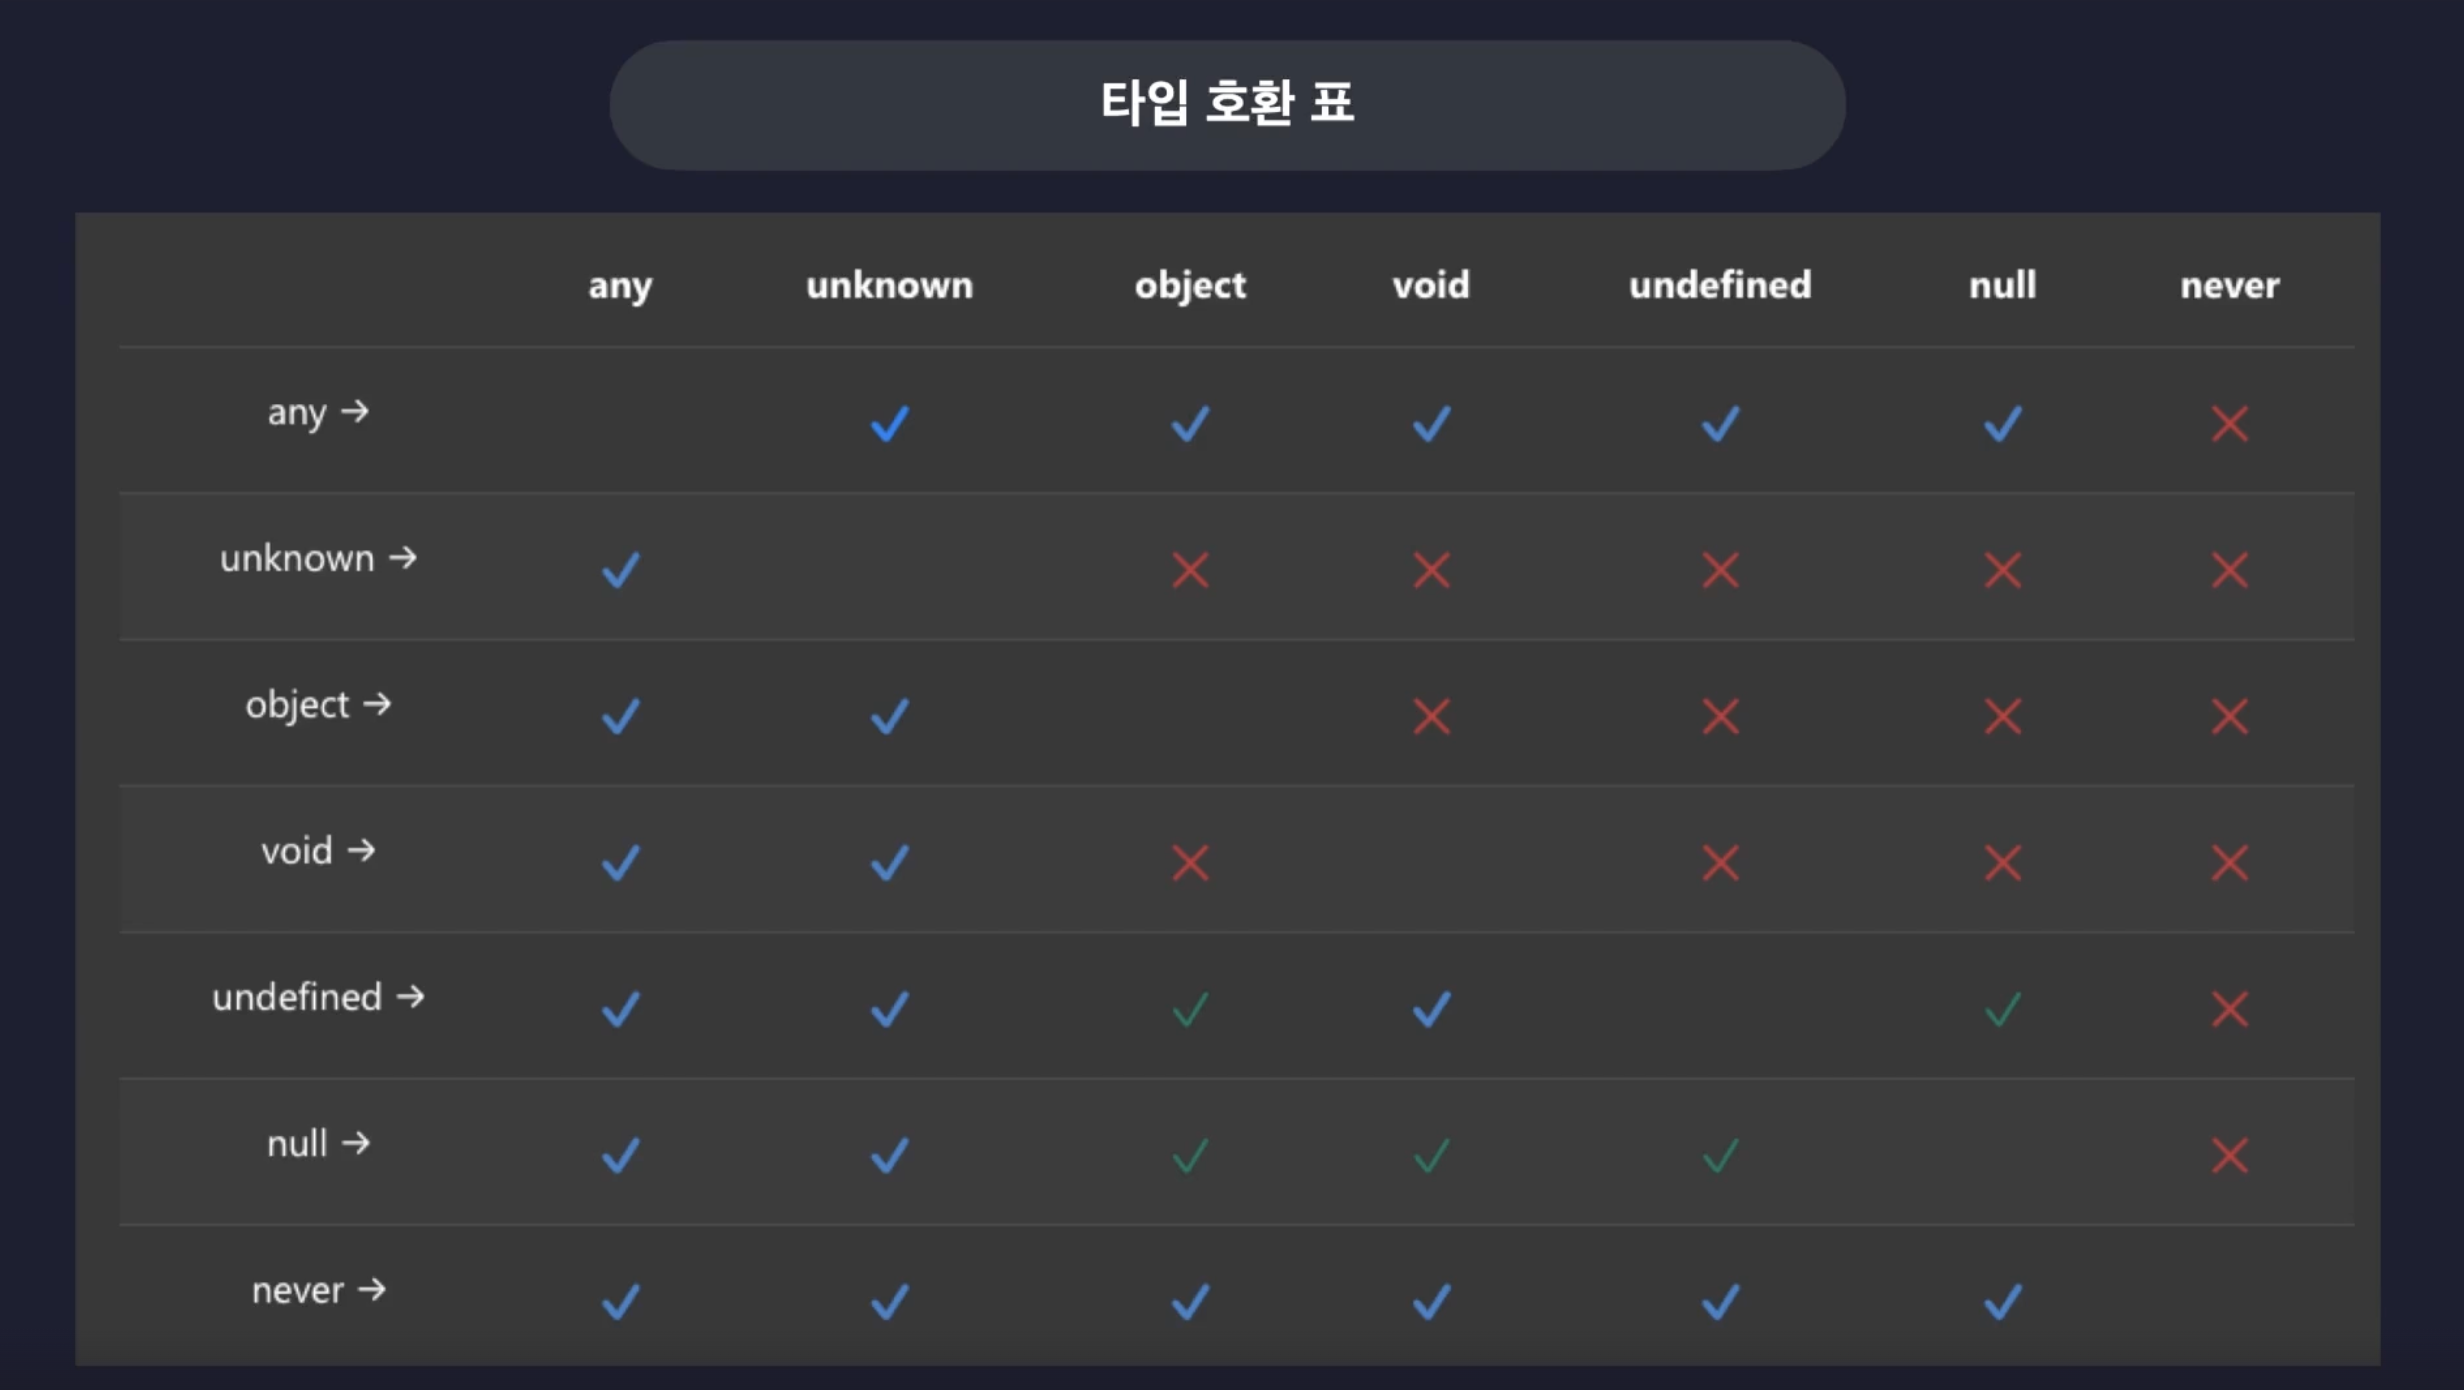 타입 호환 표
any unknown object void undefined null never
any → ✓ ✓ ✓ ✓ ✓ ✕
unknown → ✓ ✕ ✕ ✕ ✕ ✕
object → ✓ ✓ ✕ ✕ ✕ ✕
void → ✓ ✓ ✕ ✕ ✕ ✕
undefined → ✓ ✓ ✓ ✓ ✓ ✕
null → ✓ ✓ ✓ ✓ ✓ ✕
never → ✓ ✓ ✓ ✓ ✓ ✓